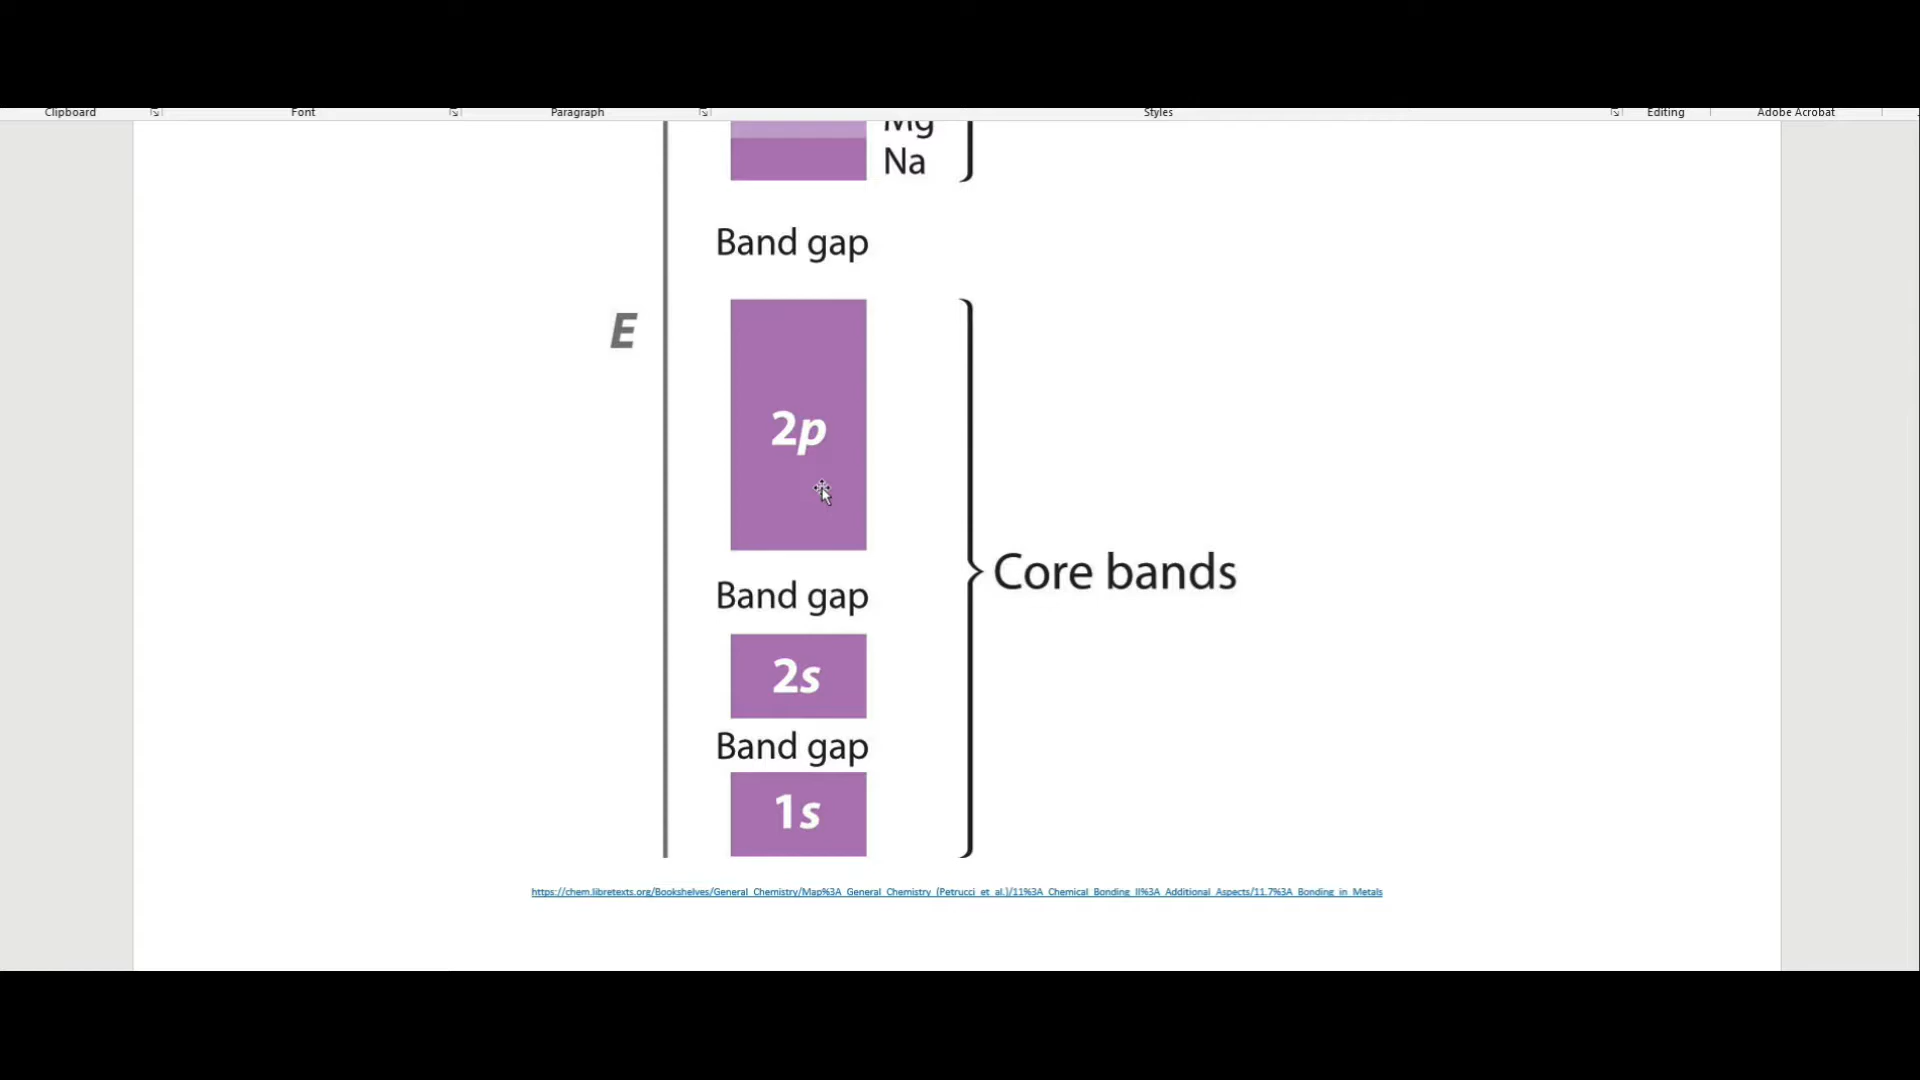 Clipboard Font Paragraph Styles Editing Adobe Acrobat
Mg
Na
Band gap
E
2p
Core bands
Band gap
2s
Band gap
1s
https://chem.libretexts.org/Bookshelves/General_Chemistry/Map%3A_General_Chemistry_(Petrucci_et_al.)/11%3A_Chemical_Bonding_II%3A_Additional_Aspects/11.7%3A_Bonding_in_Metals